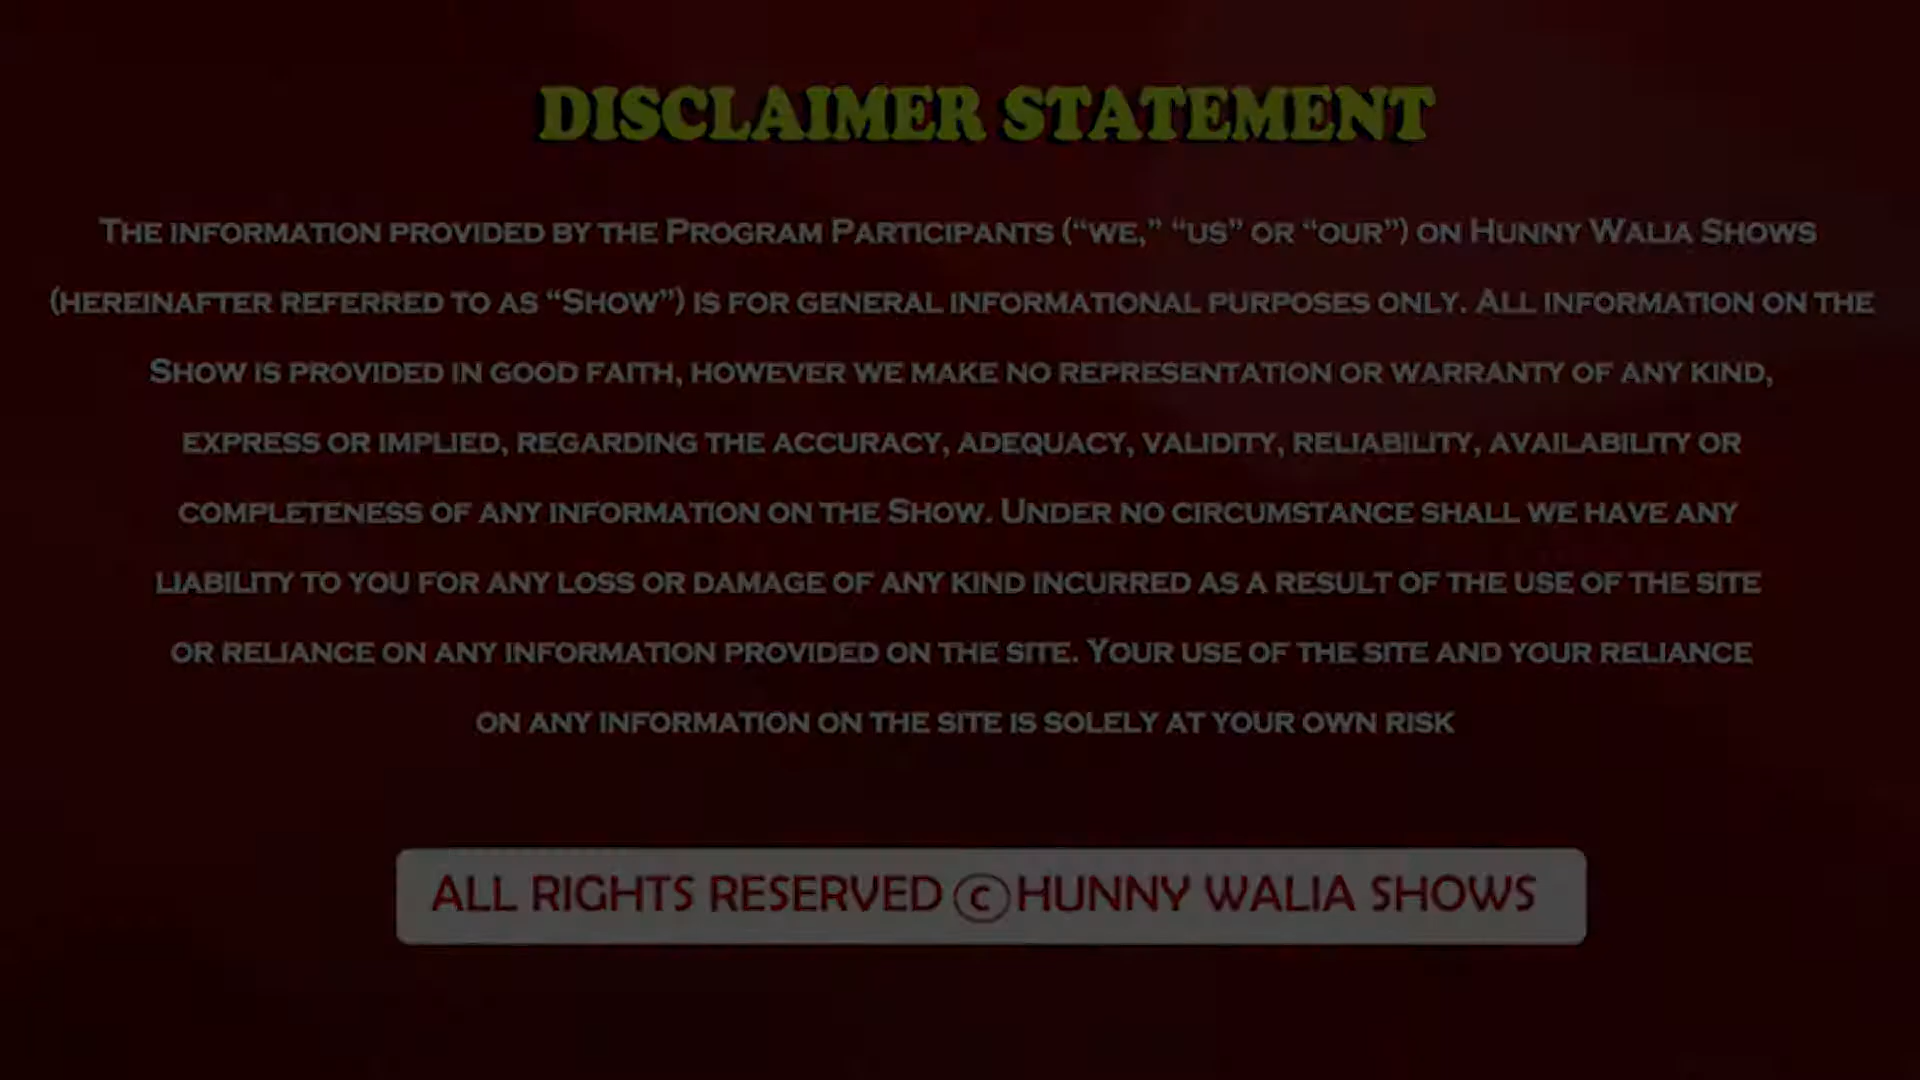 DISCLAIMER STATEMENT
The information provided by the Program Participants (“we,” “us” or “our”) on Hunny Walia Shows
(hereinafter referred to as “Show”) is for general informational purposes only. All information on the
Show is provided in good faith, however we make no representation or warranty of any kind,
express or implied, regarding the accuracy, adequacy, validity, reliability, availability or
completeness of any information on the Show. Under no circumstance shall we have any
liability to you for any loss or damage of any kind incurred as a result of the use of the site
or reliance on any information provided on the site. Your use of the site and your reliance
on any information on the site is solely at your own risk
ALL RIGHTS RESERVED © HUNNY WALIA SHOWS